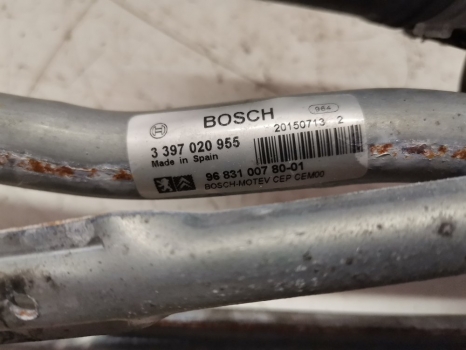 BOSCH
984
20150713 2
3 397 020 955
Made in Spain
96 831 007 80-01
BOSCH-MOTEV CEP CEM00